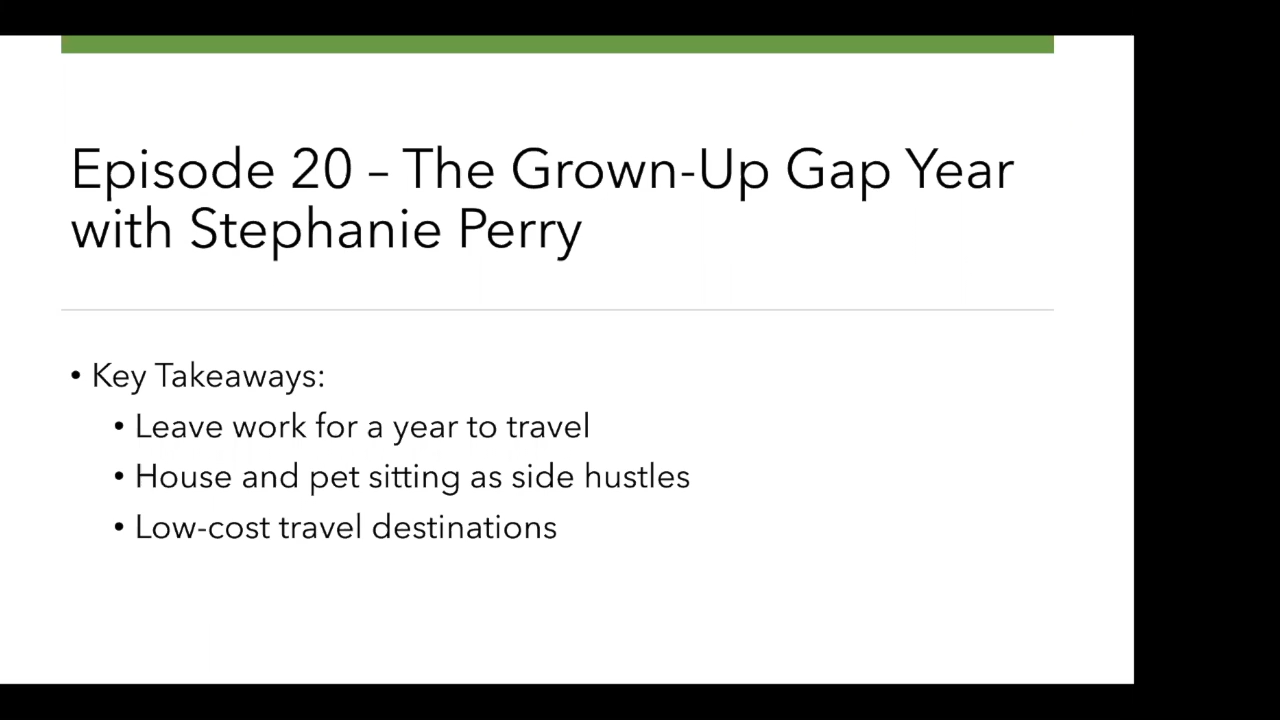 Episode 20 – The Grown-Up Gap Year
with Stephanie Perry
• Key Takeaways:
• Leave work for a year to travel
• House and pet sitting as side hustles
• Low-cost travel destinations